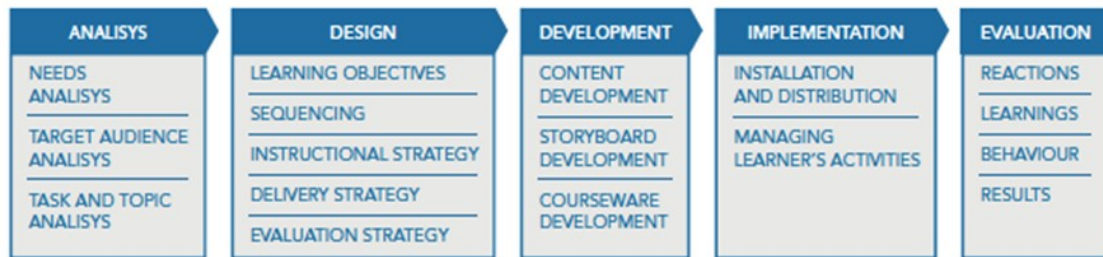 ANALISYS
NEEDS
ANALISYS
TARGET AUDIENCE
ANALISYS
TASK AND TOPIC
ANALISYS
DESIGN
LEARNING OBJECTIVES
SEQUENCING
INSTRUCTIONAL STRATEGY
DELIVERY STRATEGY
EVALUATION STRATEGY
DEVELOPMENT
CONTENT
DEVELOPMENT
STORYBOARD
DEVELOPMENT
COURSEWARE
DEVELOPMENT
IMPLEMENTATION
INSTALLATION
AND DISTRIBUTION
MANAGING
LEARNER'S ACTIVITIES
EVALUATION
REACTIONS
LEARNINGS
BEHAVIOUR
RESULTS